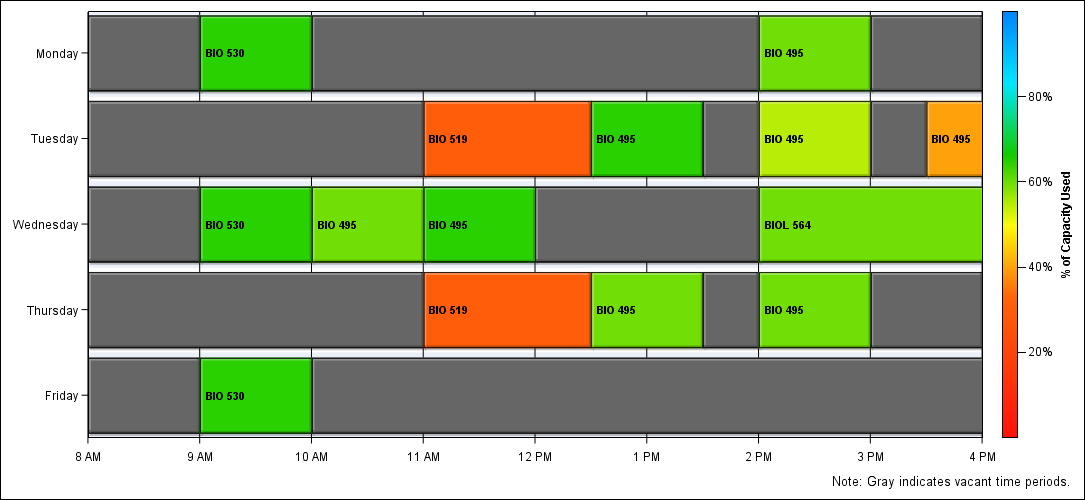 Monday
BIO 530
BIO 495
Tuesday
BIO 519
BIO 495
BIO 495
BIO 495
Wednesday
BIO 530
BIO 495
BIO 495
BIOL 564
Thursday
BIO 519
BIO 495
BIO 495
Friday
BIO 530
8 AM
9 AM
10 AM
11 AM
12 PM
1 PM
2 PM
3 PM
4 PM
80%
60%
40%
20%
% of Capacity Used
Note: Gray indicates vacant time periods.